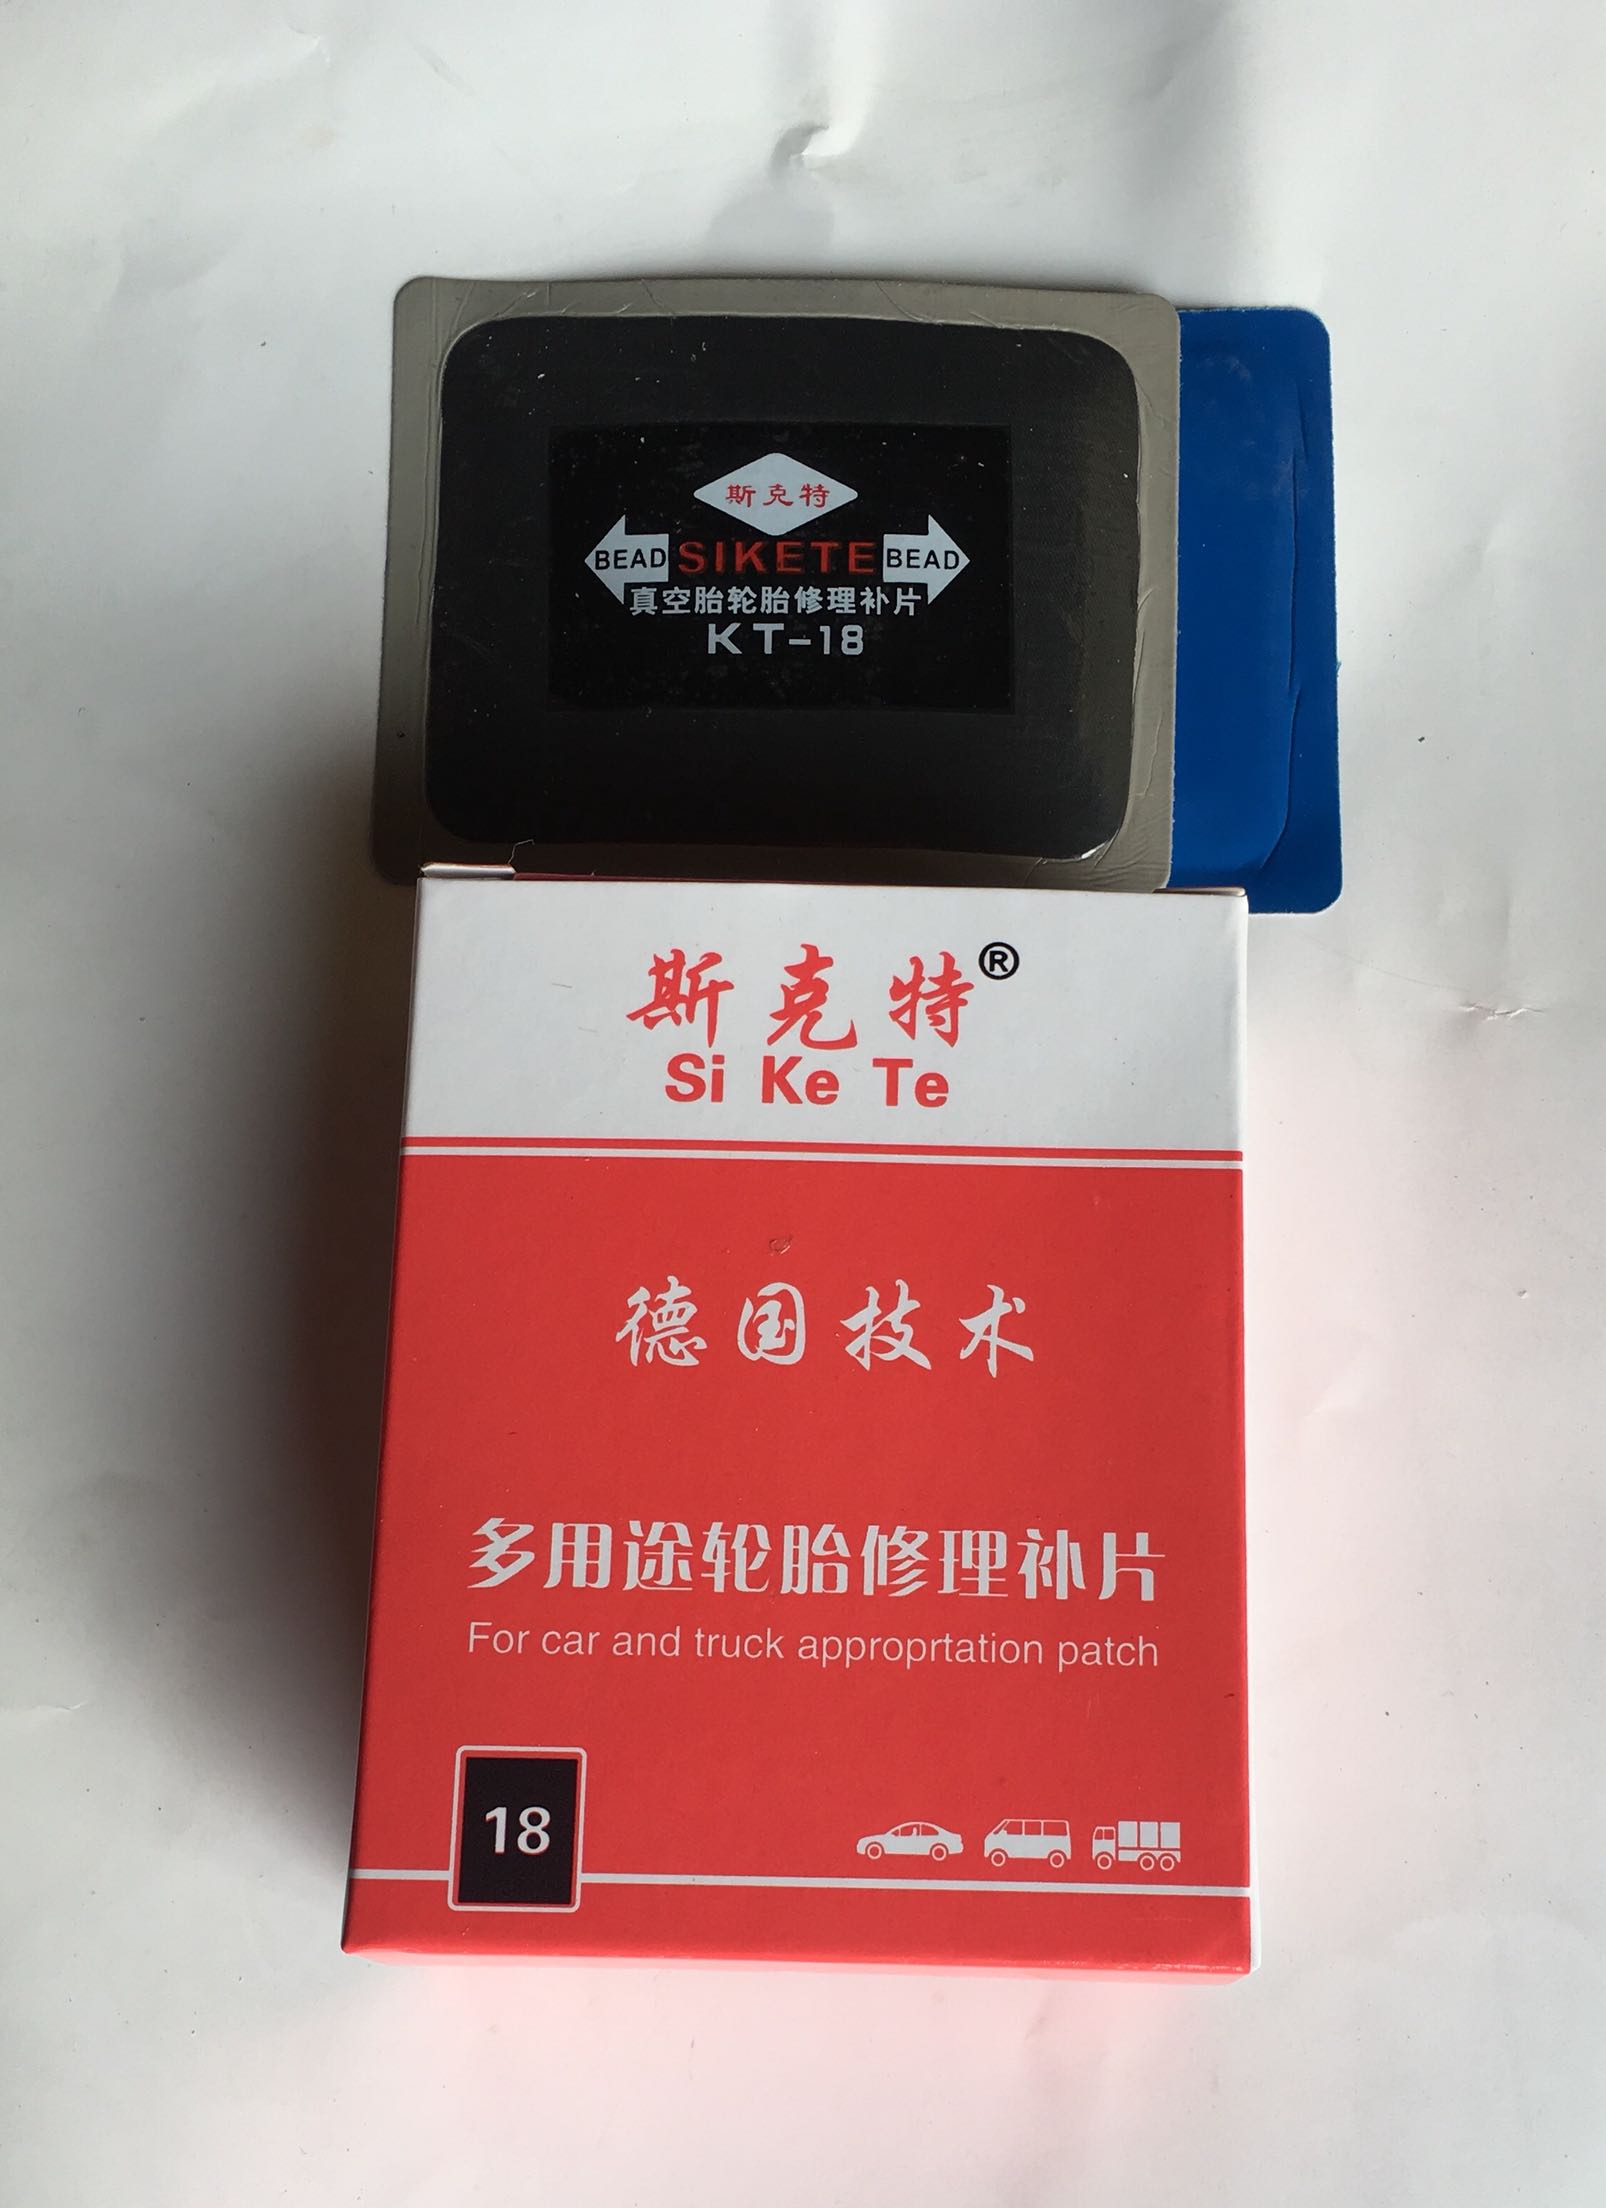 斯克特
BEAD SIKETE BEAD
真空胎轮胎修理补片
KT-18
斯克特®
Si Ke Te
德国技术
多用途轮胎修理补片
For car and truck approprtation patch
18